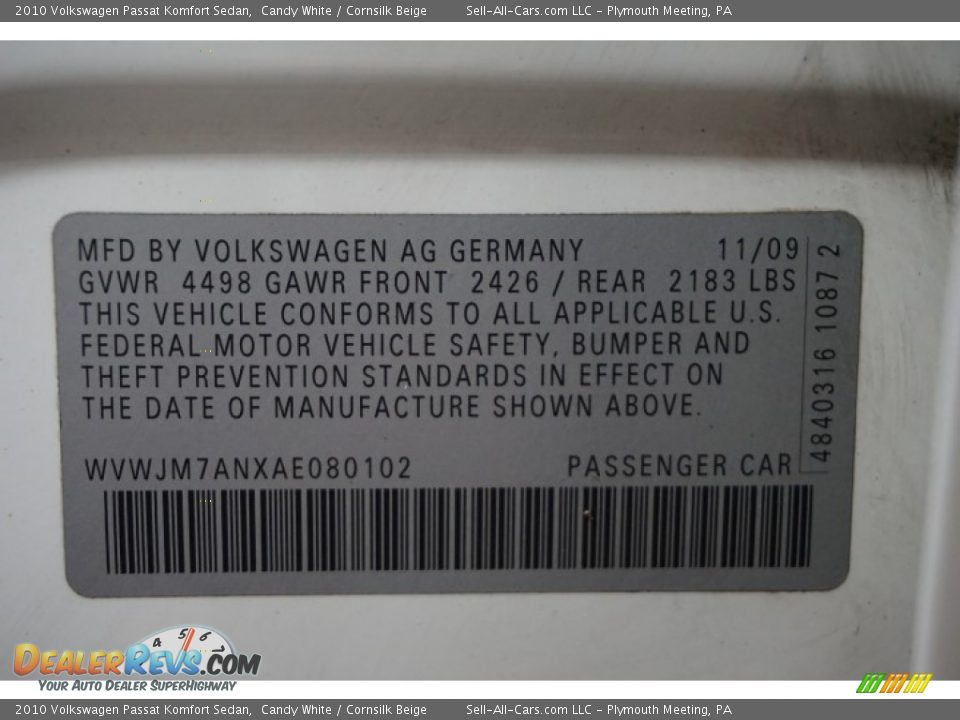 2010 Volkswagen Passat Komfort Sedan,  Candy White / Cornsilk Beige    Sell-All-Cars.com LLC - Plymouth Meeting, PA
MFD BY VOLKSWAGEN AG GERMANY 11/09
GVWR 4498 GAWR FRONT 2426 / REAR 2183 LBS
THIS VEHICLE CONFORMS TO ALL APPLICABLE U.S.
FEDERAL MOTOR VEHICLE SAFETY, BUMPER AND
THEFT PREVENTION STANDARDS IN EFFECT ON
THE DATE OF MANUFACTURE SHOWN ABOVE.
WVWJM7ANXAE080102 PASSENGER CAR
4840316 1087 2
4 5 6 7
DEALERREVS.COM
YOUR AUTO DEALER SUPERHIGHWAY
2010 Volkswagen Passat Komfort Sedan,  Candy White / Cornsilk Beige    Sell-All-Cars.com LLC - Plymouth Meeting, PA